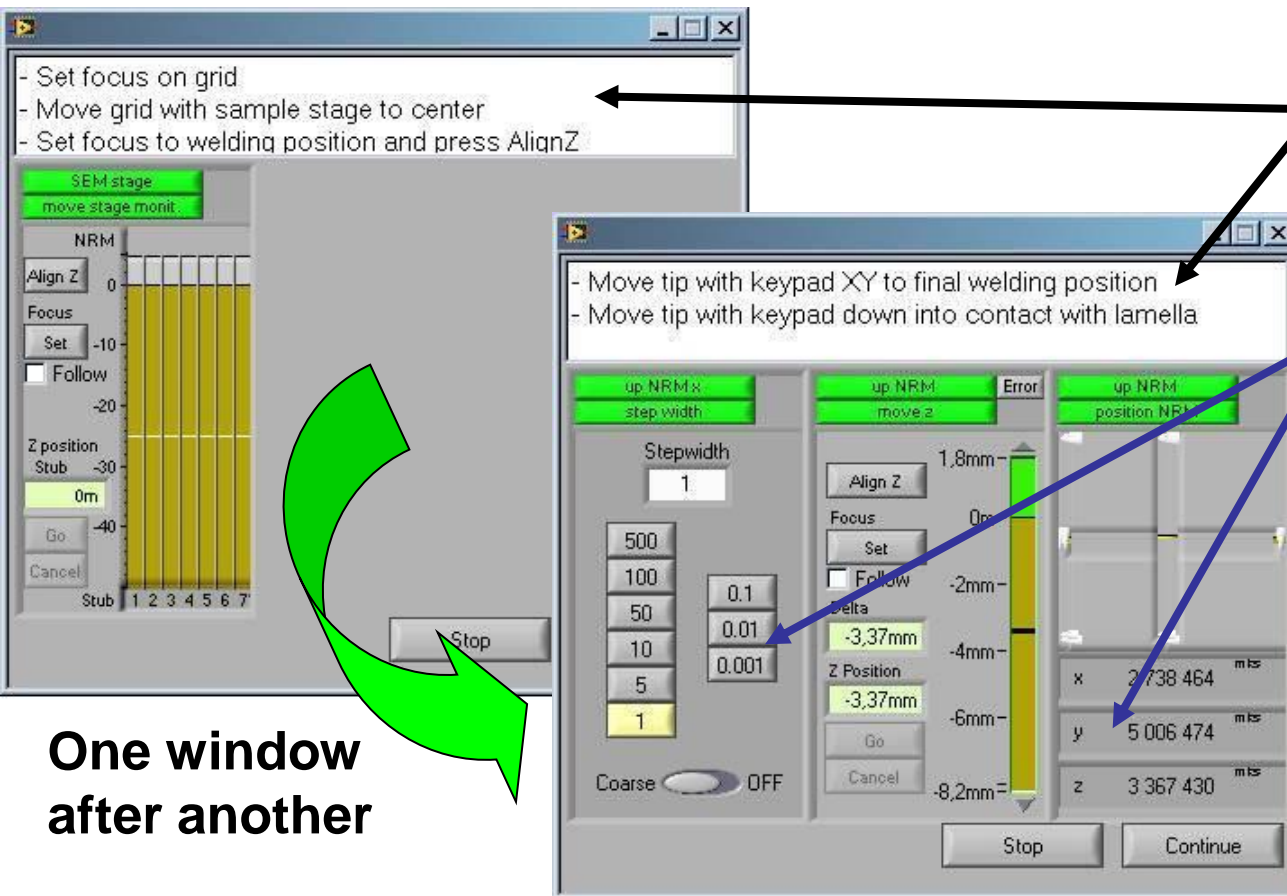 - Set focus on grid
- Move grid with sample stage to center
- Set focus to welding position and press AlignZ
SEM stage
move stage monit.
NRM
Align Z
0
Focus
Set
-10
Follow
-20
Z position
Stub
-30
0m
Go
-40
Cancel
Stub 1 2 3 4 5 6 7
Stop
- Move tip with keypad XY to final welding position
- Move tip with keypad down into contact with lamella
up NRM x
step width
Stepwidth
1
500
100
50
10
5
1
0.1
0.01
0.001
Coarse OFF
up NRM Error
move z
Align Z
Focus
Set
Follow
Delta
-3,37mm
Z Position
-3,37mm
Go
Cancel
1,8mm
0m
-2mm
-4mm
-6mm
-8,2mm
up NRM
position NRM
x 2 738 464 mts
y 5 006 474 mts
z 3 367 430 mts
Stop Continue
One window
after another